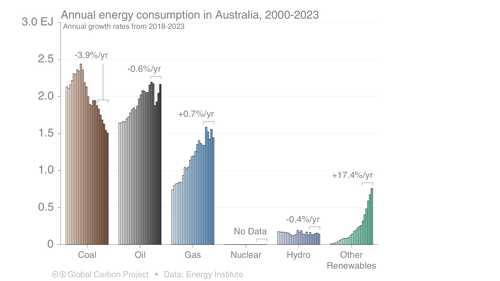 Annual energy consumption in Australia, 2000-2023
Annual growth rates from 2018-2023
3.0 EJ
2.5
2.0
1.5
1.0
0.5
0
-3.9%/yr
-0.6%/yr
+0.7%/yr
No Data
-0.4%/yr
+17.4%/yr
Coal
Oil
Gas
Nuclear
Hydro
Other
Renewables
Global Carbon Project • Data: Energy Institute